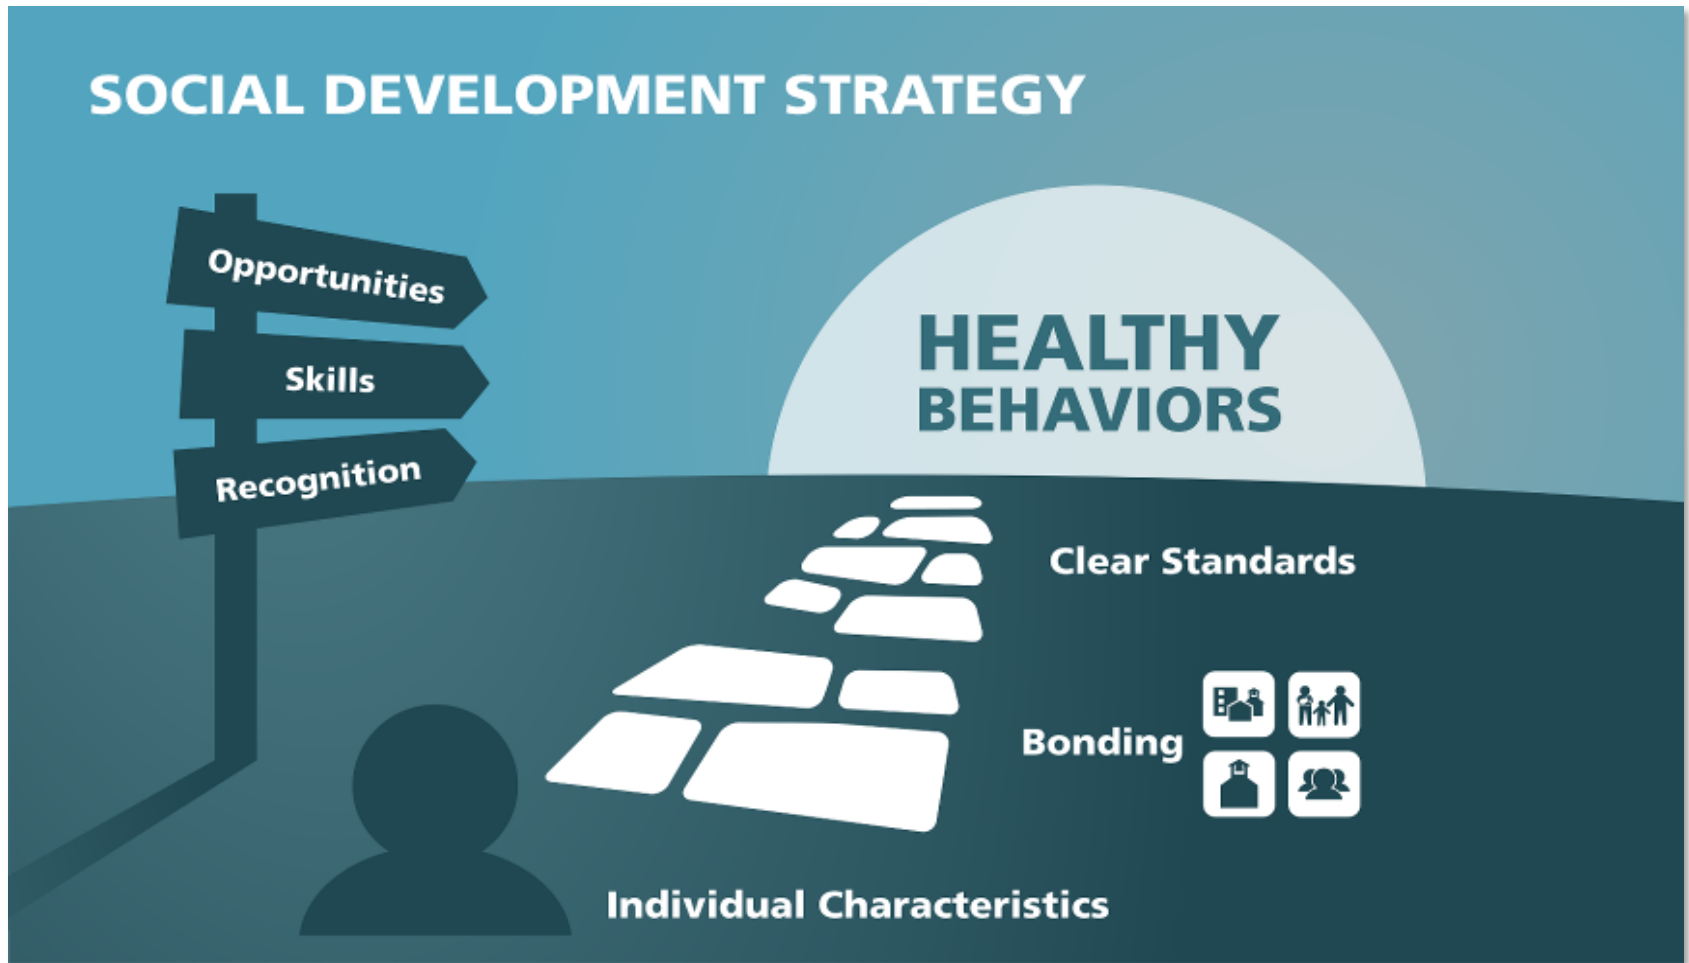 SOCIAL DEVELOPMENT STRATEGY
Opportunities
Skills
Recognition
HEALTHY
BEHAVIORS
Clear Standards
Bonding
Individual Characteristics